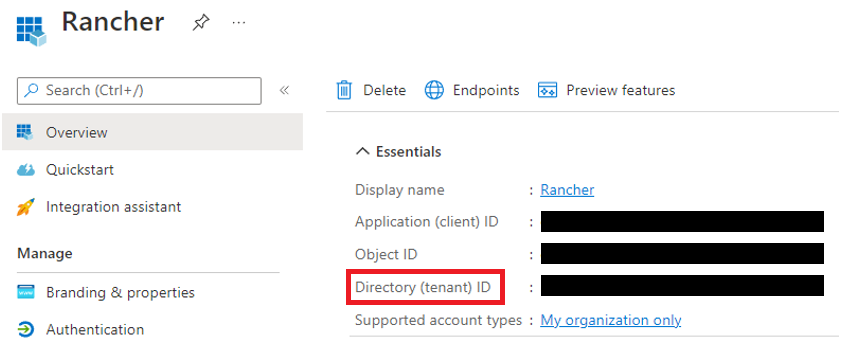 Rancher
Search (Ctrl+/)
Overview
Quickstart
Integration assistant
Manage
Branding & properties
Authentication
Delete Endpoints Preview features
Essentials
Display name : Rancher
Application (client) ID :
Object ID :
Directory (tenant) ID :
Supported account types : My organization only